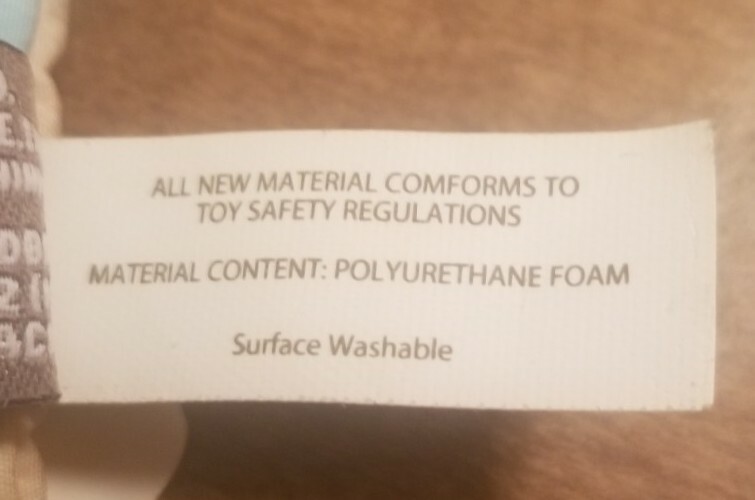 ALL NEW MATERIAL COMFORMS TO
TOY SAFETY REGULATIONS
MATERIAL CONTENT: POLYURETHANE FOAM
Surface Washable